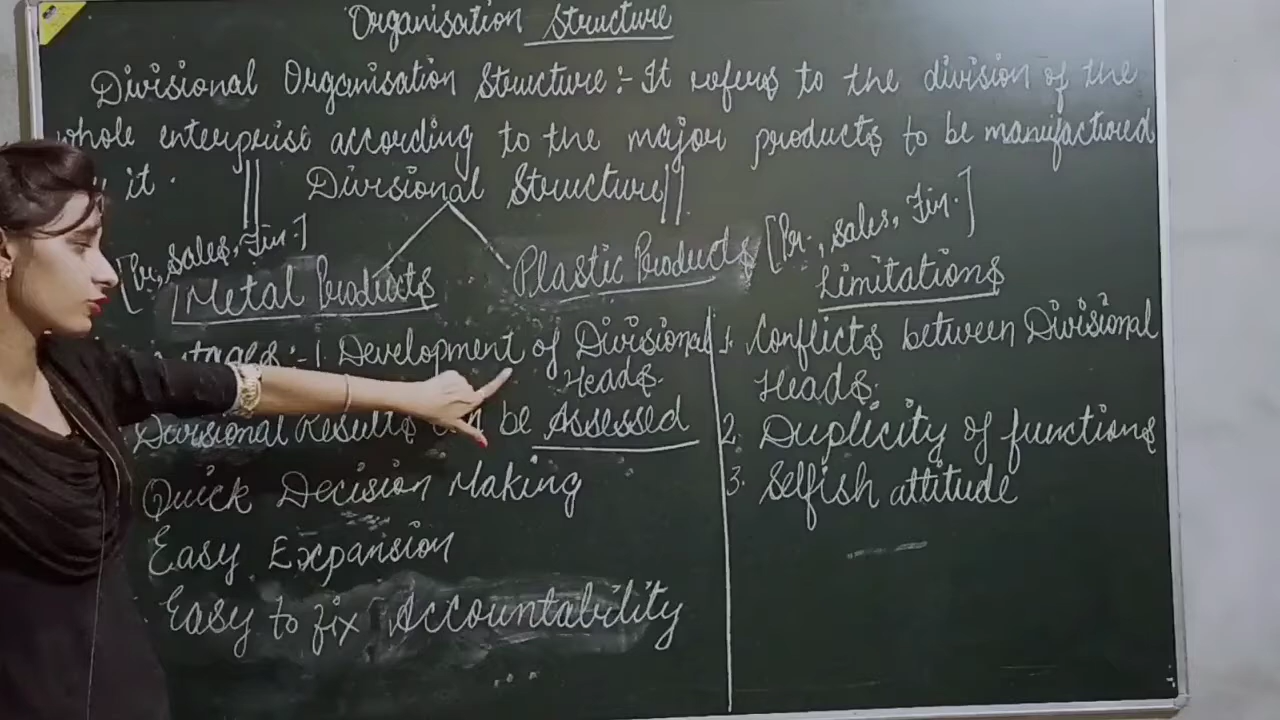 Organisation Structure
Divisional Organisation Structure:- It refers to the division of the
whole enterprise according to the major products to be manufactured
it.
Divisional Structure
[Pr, Sales, Fin.]
Metal Products
Plastic Products
[Pr., Sales, Fin.]
tages :- 1. Development of Divisional
Heads.
Divisional Results be Assessed
Quick Decision Making
Easy Expansion
Easy to fix Accountability
Limitations
1. Conflicts between Divisional
Heads.
2. Duplicity of functions
3. Selfish attitude